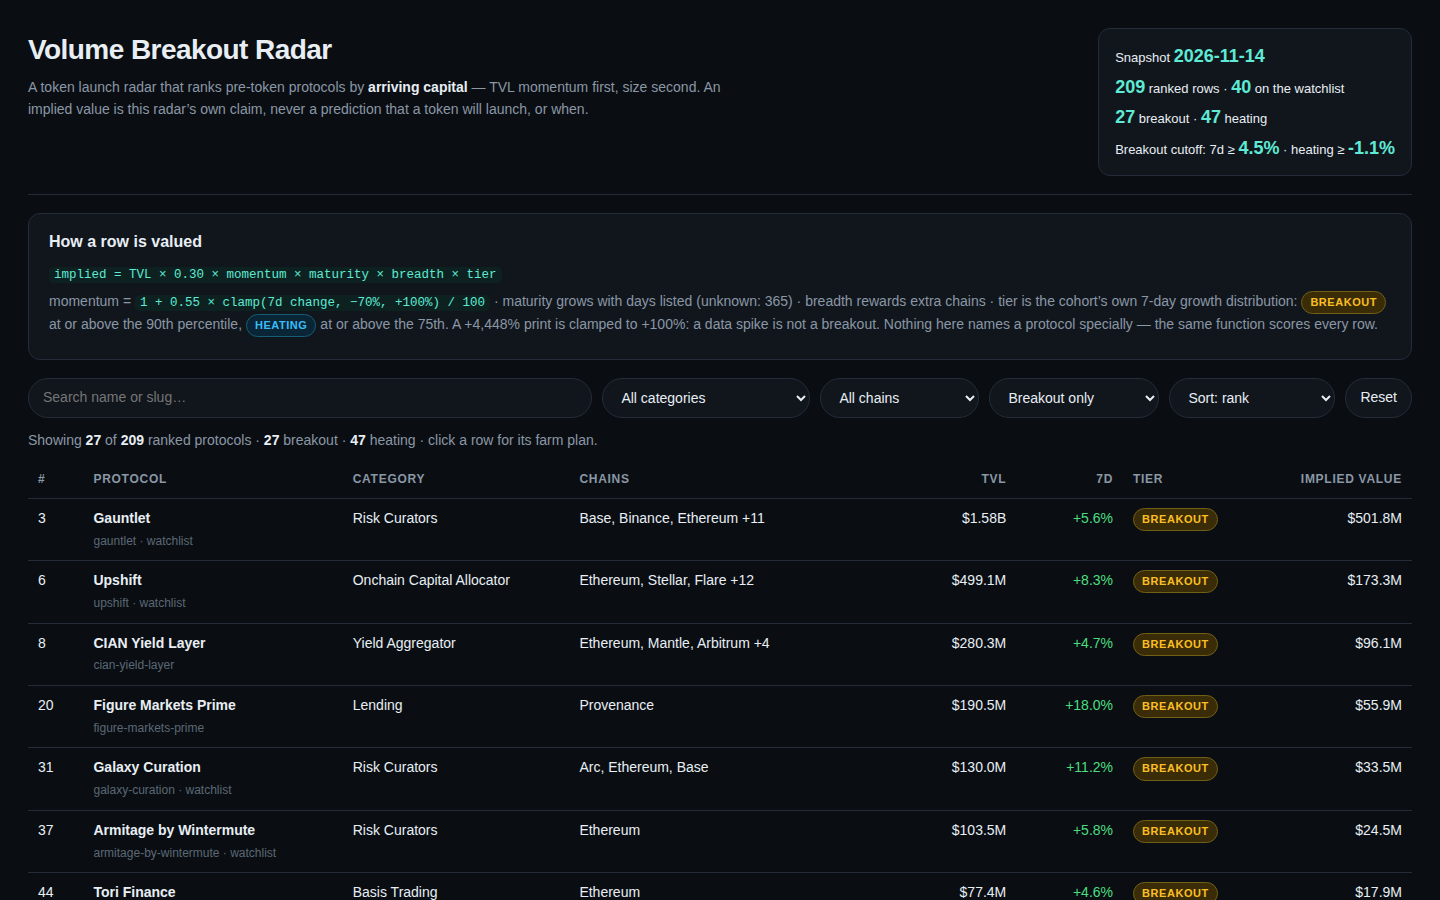 Volume Breakout Radar
A token launch radar that ranks pre-token protocols by arriving capital — TVL momentum first, size second. An
implied value is this radar’s own claim, never a prediction that a token will launch, or when.
Snapshot 2026-11-14
209 ranked rows · 40 on the watchlist
27 breakout · 47 heating
Breakout cutoff: 7d ≥ 4.5% · heating ≥ -1.1%
How a row is valued
implied = TVL × 0.30 × momentum × maturity × breadth × tier
momentum = 1 + 0.55 × clamp(7d change, −70%, +100%) / 100 · maturity grows with days listed (unknown: 365) · breadth rewards extra chains · tier is the cohort’s own 7-day growth distribution: BREAKOUT
at or above the 90th percentile, HEATING at or above the 75th. A +4,448% print is clamped to +100%: a data spike is not a breakout. Nothing here names a protocol specially — the same function scores every row.
Search name or slug… All categories All chains Breakout only Sort: rank Reset
Showing 27 of 209 ranked protocols · 27 breakout · 47 heating · click a row for its farm plan.
# PROTOCOL CATEGORY CHAINS TVL 7D TIER IMPLIED VALUE
3 Gauntlet Risk Curators Base, Binance, Ethereum +11 $1.58B +5.6% BREAKOUT $501.8M
gauntlet · watchlist
6 Upshift Onchain Capital Allocator Ethereum, Stellar, Flare +12 $499.1M +8.3% BREAKOUT $173.3M
upshift · watchlist
8 CIAN Yield Layer Yield Aggregator Ethereum, Mantle, Arbitrum +4 $280.3M +4.7% BREAKOUT $96.1M
cian-yield-layer
20 Figure Markets Prime Lending Provenance $190.5M +18.0% BREAKOUT $55.9M
figure-markets-prime
31 Galaxy Curation Risk Curators Arc, Ethereum, Base $130.0M +11.2% BREAKOUT $33.5M
galaxy-curation · watchlist
37 Armitage by Wintermute Risk Curators Ethereum $103.5M +5.8% BREAKOUT $24.5M
armitage-by-wintermute · watchlist
44 Tori Finance Basis Trading Ethereum $77.4M +4.6% BREAKOUT $17.9M